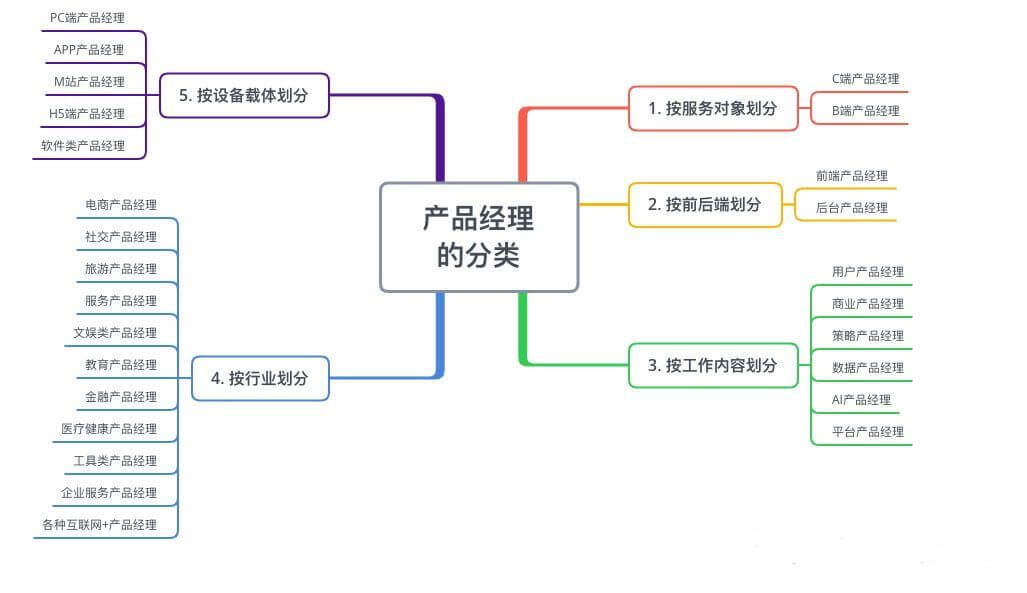 产品经理
的分类
1. 按服务对象划分
C端产品经理
B端产品经理
2. 按前后端划分
前端产品经理
后台产品经理
3. 按工作内容划分
用户产品经理
商业产品经理
策略产品经理
数据产品经理
AI产品经理
平台产品经理
4. 按行业划分
电商产品经理
社交产品经理
旅游产品经理
服务产品经理
文娱类产品经理
教育产品经理
金融产品经理
医疗健康产品经理
工具类产品经理
企业服务产品经理
各种互联网+产品经理
5. 按设备载体划分
PC端产品经理
APP产品经理
M站产品经理
H5端产品经理
软件类产品经理